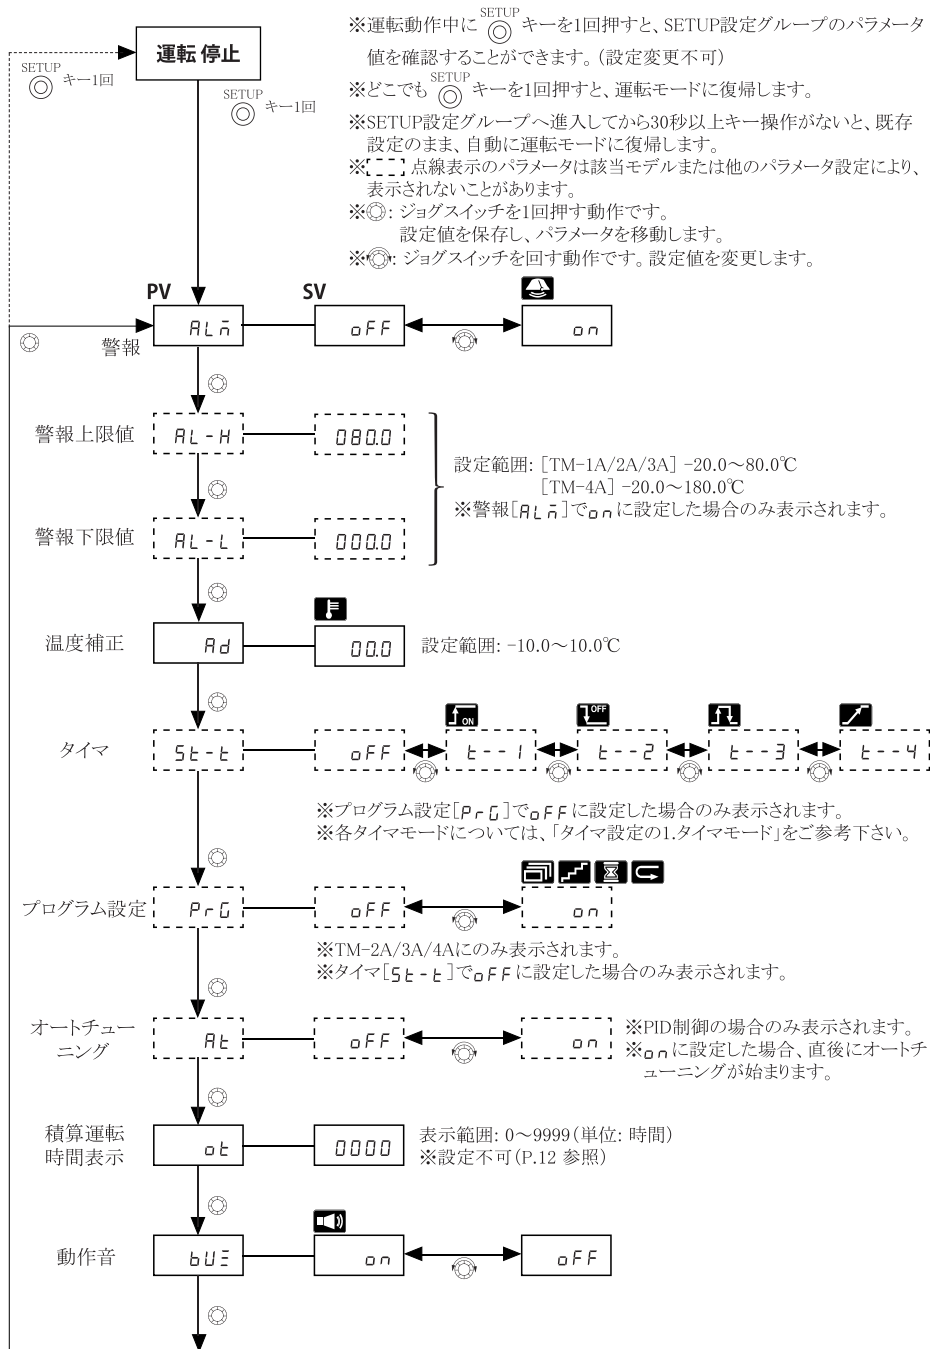 運転 停止
SETUP
キー1回
SETUP
キー1回
※運転動作中に SETUP キーを1回押すと、SETUP設定グループのパラメータ
値を確認することができます。(設定変更不可)
※どこでも SETUP キーを1回押すと、運転モードに復帰します。
※SETUP設定グループへ進入してから30秒以上キー操作がないと、既存
設定のまま、自動に運転モードに復帰します。
※[ ] 点線表示のパラメータは該当モデルまたは他のパラメータ設定により、
表示されないことがあります。
※ : ジョグスイッチを1回押す動作です。
設定値を保存し、パラメータを移動します。
※ : ジョグスイッチを回す動作です。設定値を変更します。
PV SV
警報 ALM oFF on
警報上限値 AL-H 080.0
設定範囲: [TM-1A/2A/3A] -20.0~80.0℃
[TM-4A] -20.0~180.0℃
※警報[ALM]でonに設定した場合のみ表示されます。
警報下限値 AL-L 000.0
温度補正 Ad 00.0 設定範囲: -10.0~10.0℃
ON OFF
タイマ St-t oFF t--1 t--2 t--3 t--4
※プログラム設定[PrG]でoFFに設定した場合のみ表示されます。
※各タイマモードについては、「タイマ設定の1.タイマモード」をご参考下さい。
プログラム設定 PrG oFF on
※TM-2A/3A/4Aにのみ表示されます。
※タイマ[St-t]でoFFに設定した場合のみ表示されます。
オートチュー
ニング At oFF on
※PID制御の場合のみ表示されます。
※onに設定した場合、直後にオートチ
ューニングが始まります。
積算運転
時間表示 ot 0000
表示範囲: 0~9999(単位: 時間)
※設定不可(P.12 参照)
動作音 bUZ on oFF